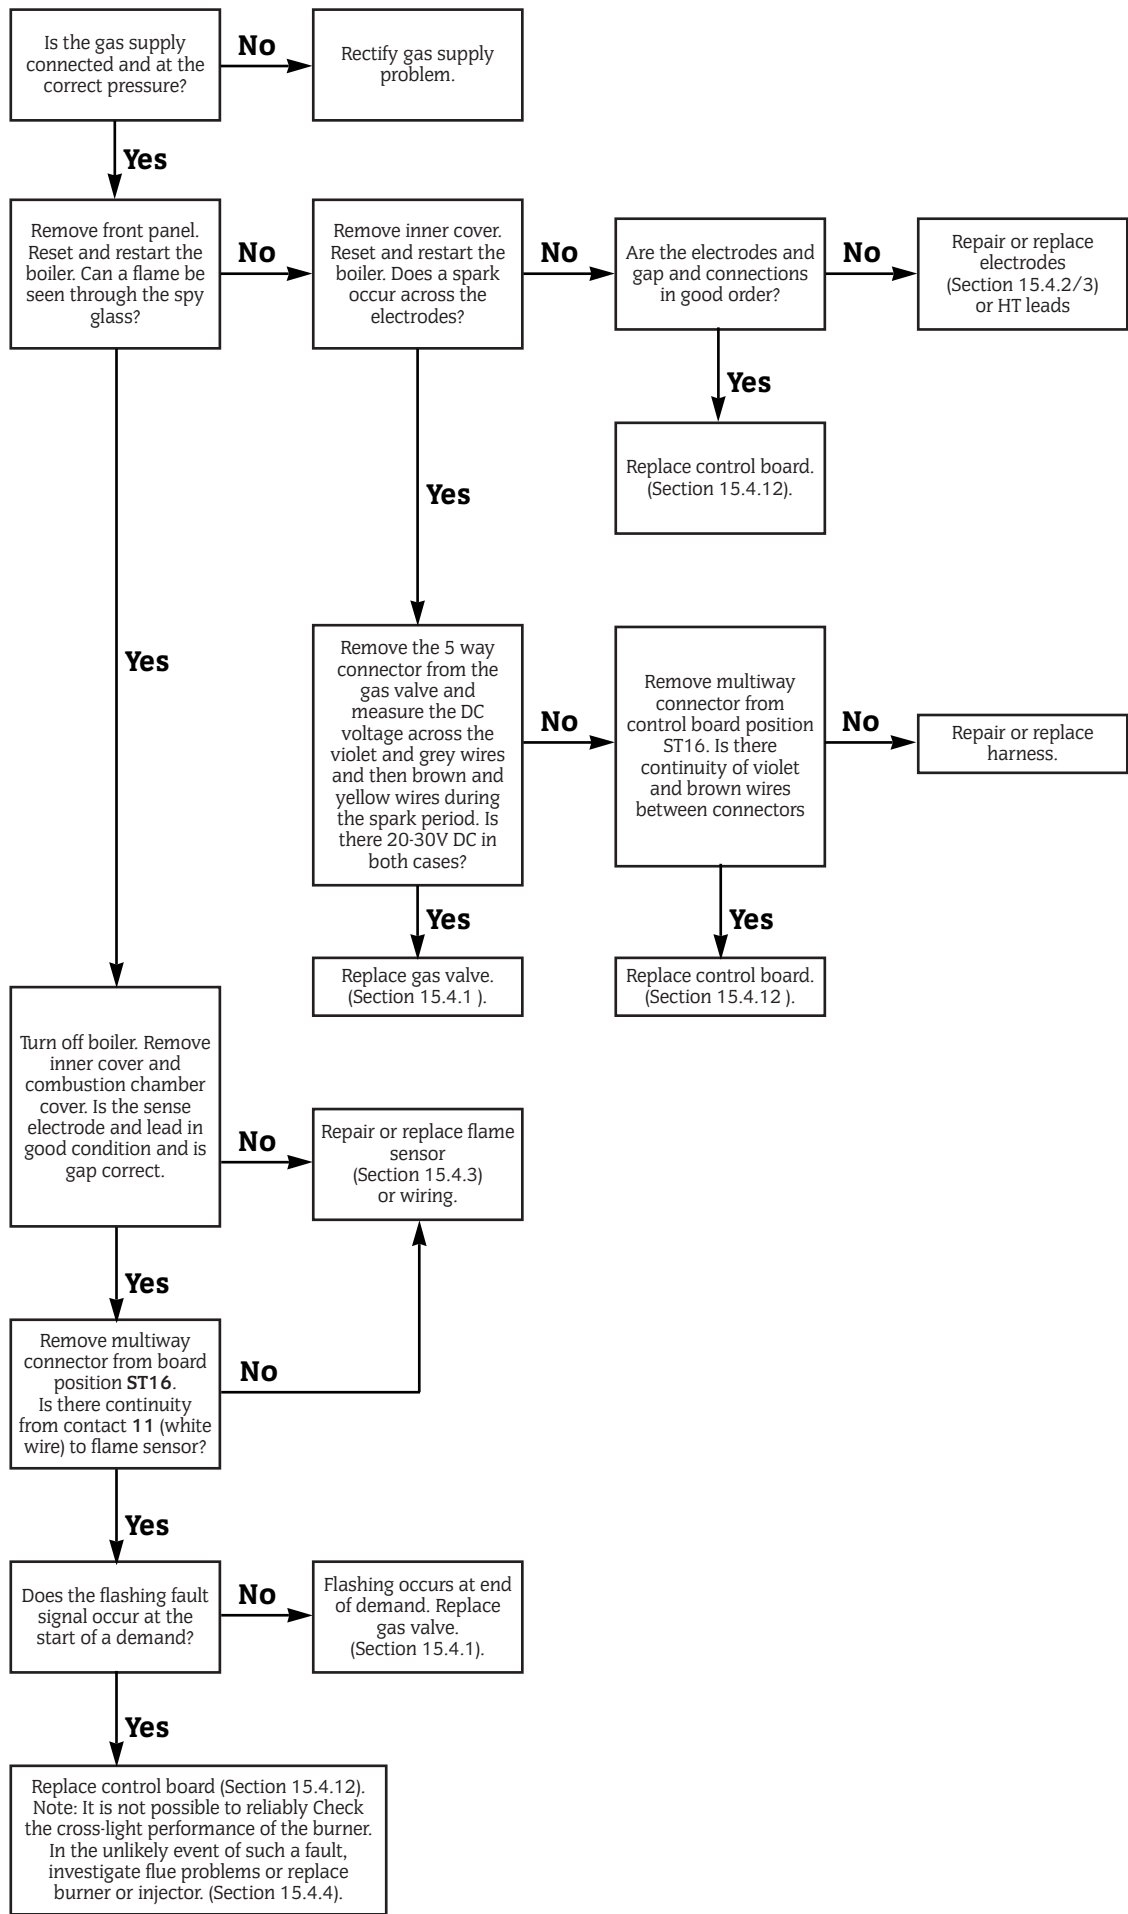 Is the gas supply
connected and at the
correct pressure?
No
Rectify gas supply
problem.
Yes
Remove front panel.
Reset and restart the
boiler. Can a flame be
seen through the spy
glass?
No
Remove inner cover.
Reset and restart the
boiler. Does a spark
occur across the
electrodes?
No
Are the electrodes and
gap and connections
in good order?
No
Repair or replace
electrodes
(Section 15.4.2/3)
or HT leads
Yes
Replace control board.
(Section 15.4.12).
Yes
Yes
Remove the 5 way
connector from the
gas valve and
measure the DC
voltage across the
violet and grey wires
and then brown and
yellow wires during
the spark period. Is
there 20-30V DC in
both cases?
No
Remove multiway
connector from
control board position
ST16. Is there
continuity of violet
and brown wires
between connectors
No
Repair or replace
harness.
Yes
Replace gas valve.
(Section 15.4.1 ).
Yes
Replace control board.
(Section 15.4.12 ).
Turn off boiler. Remove
inner cover and
combustion chamber
cover. Is the sense
electrode and lead in
good condition and is
gap correct.
No
Repair or replace flame
sensor
(Section 15.4.3)
or wiring.
Yes
Remove multiway
connector from board
position ST16.
Is there continuity
from contact 11 (white
wire) to flame sensor?
No
Yes
Does the flashing fault
signal occur at the
start of a demand?
No
Flashing occurs at end
of demand. Replace
gas valve.
(Section 15.4.1).
Yes
Replace control board (Section 15.4.12).
Note: It is not possible to reliably Check
the cross-light performance of the burner.
In the unlikely event of such a fault,
investigate flue problems or replace
burner or injector. (Section 15.4.4).